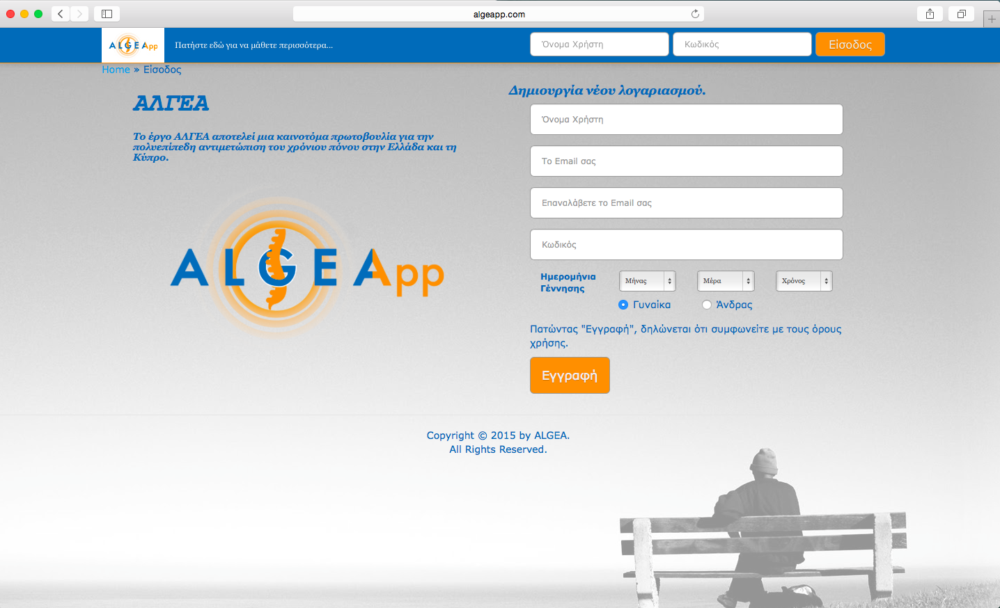 algeapp.com
ALGEApp
Πατήστε εδώ για να μάθετε περισσότερα...
Όνομα Χρήστη
Κωδικός
Είσοδος
Home » Είσοδος
ΑΛΓΕΑ
Το έργο ΑΛΓΕΑ αποτελεί μια καινοτόμα πρωτοβουλία για την
πολυεπίπεδη αντιμετώπιση του χρόνιου πόνου στην Ελλάδα και τη
Κύπρο.
ALGEApp
Δημιουργία νέου λογαριασμού.
Όνομα Χρήστη
Το Email σας
Επαναλάβετε το Email σας
Κωδικός
Ημερομήνια
Γέννησης
Μήνας
Μέρα
Χρόνος
Γυναίκα
Άνδρας
Πατώντας "Εγγραφή", δηλώνεται ότι συμφωνείτε με τους όρους
χρήσης.
Εγγραφή
Copyright © 2015 by ALGEA.
All Rights Reserved.